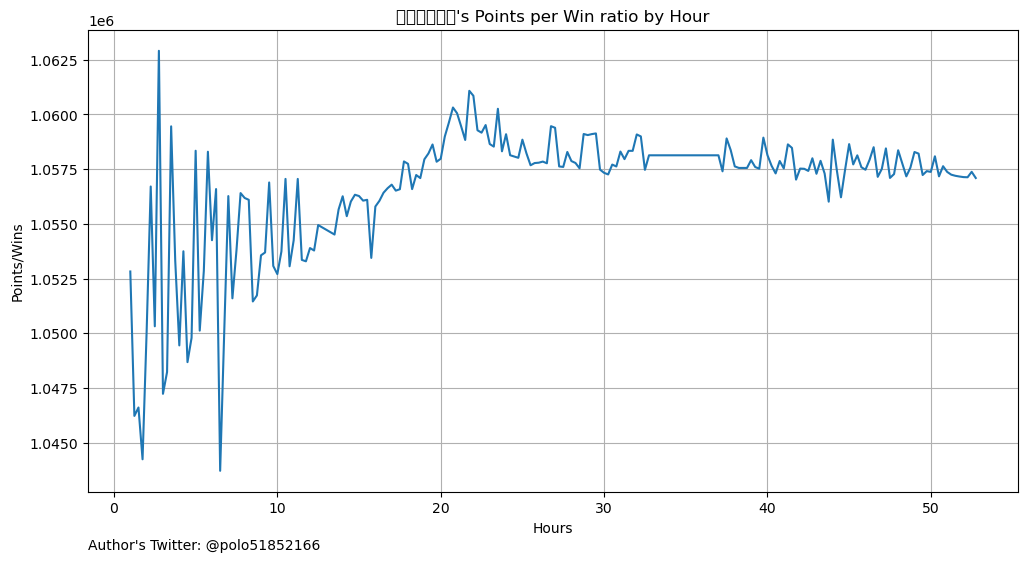 1e6
's Points per Win ratio by Hour
1.0625
1.0600
1.0575
1.0550
1.0525
1.0500
1.0475
1.0450
Points/Wins
0 10 20 30 40 50
Hours
Author's Twitter: @polo51852166